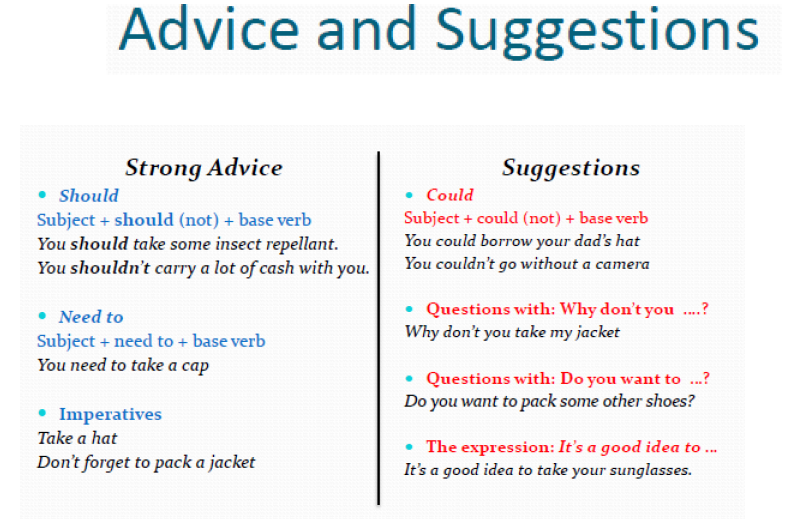 Advice and Suggestions
Strong Advice
• Should
Subject + should (not) + base verb
You should take some insect repellant.
You shouldn't carry a lot of cash with you.
• Need to
Subject + need to + base verb
You need to take a cap
• Imperatives
Take a hat
Don't forget to pack a jacket
Suggestions
• Could
Subject + could (not) + base verb
You could borrow your dad's hat
You couldn't go without a camera
• Questions with: Why don't you ....?
Why don't you take my jacket
• Questions with: Do you want to ...?
Do you want to pack some other shoes?
• The expression: It's a good idea to ...
It's a good idea to take your sunglasses.